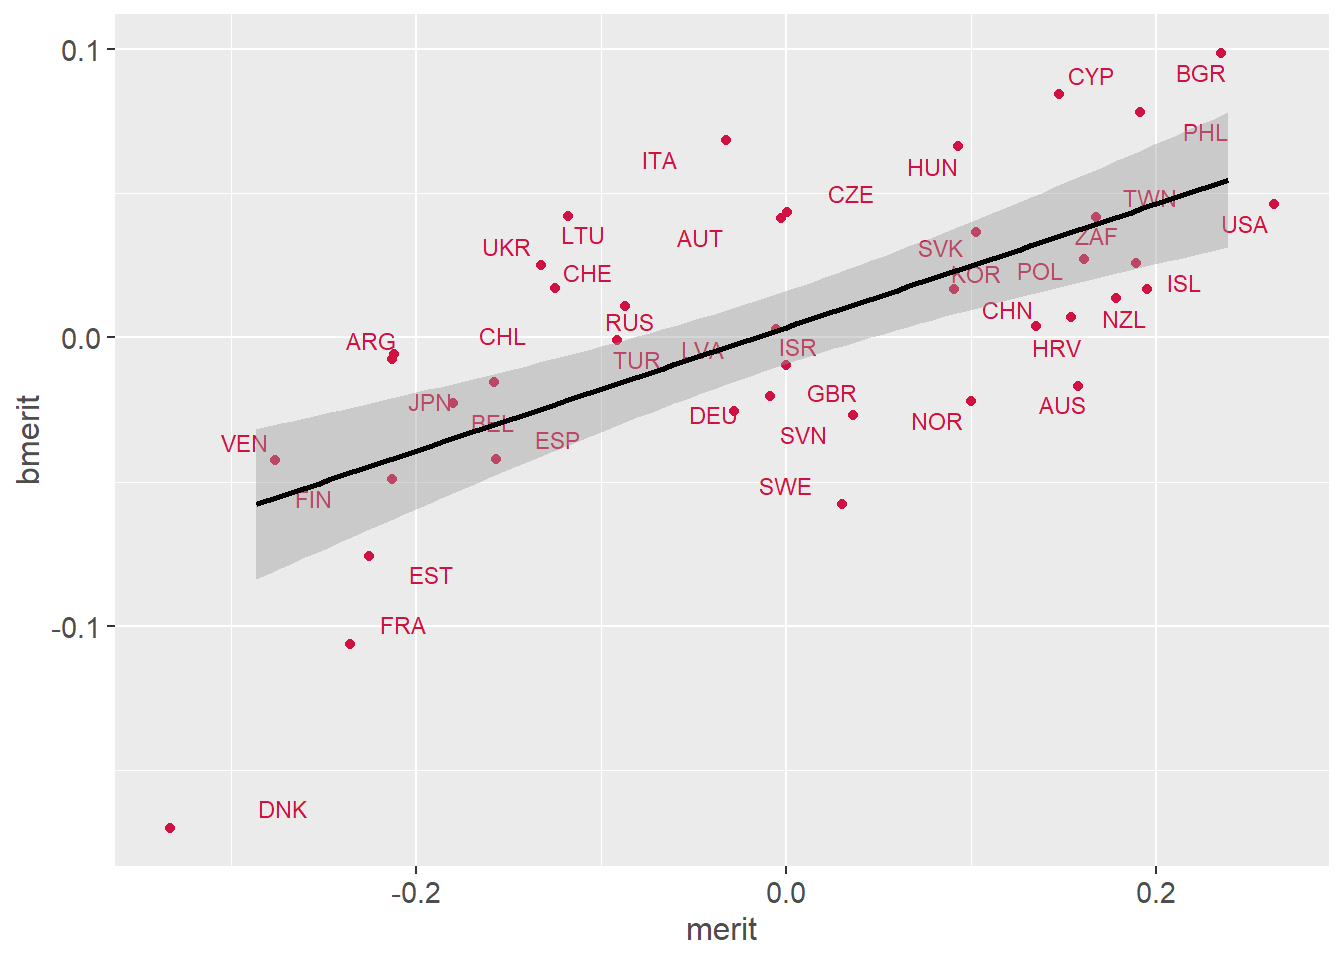 0.1
0.0
-0.1
bmerit
CYP
BGR
PHL
ITA
HUN
CZE
TWN
USA
AUT
LTU
UKR
SVK
ZAF
CHE
KOR
POL
ISL
CHN
NZL
RUS
ARG
CHL
LVA
ISR
HRV
TUR
JPN
GBR
AUS
DEU
BEL
NOR
SVN
ESP
VEN
SWE
FIN
EST
FRA
DNK
-0.2
0.0
0.2
merit